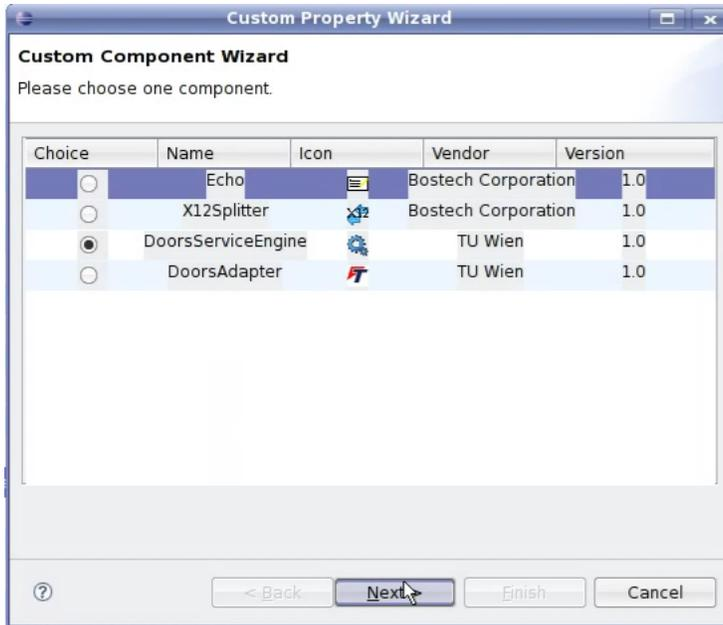 Custom Property Wizard
Custom Component Wizard
Please choose one component.
Choice Name Icon Vendor Version
Echo Bostech Corporation 1.0
X12Splitter X12 Bostech Corporation 1.0
DoorsServiceEngine TU Wien 1.0
DoorsAdapter T TU Wien 1.0
? < Back Next > Finish Cancel